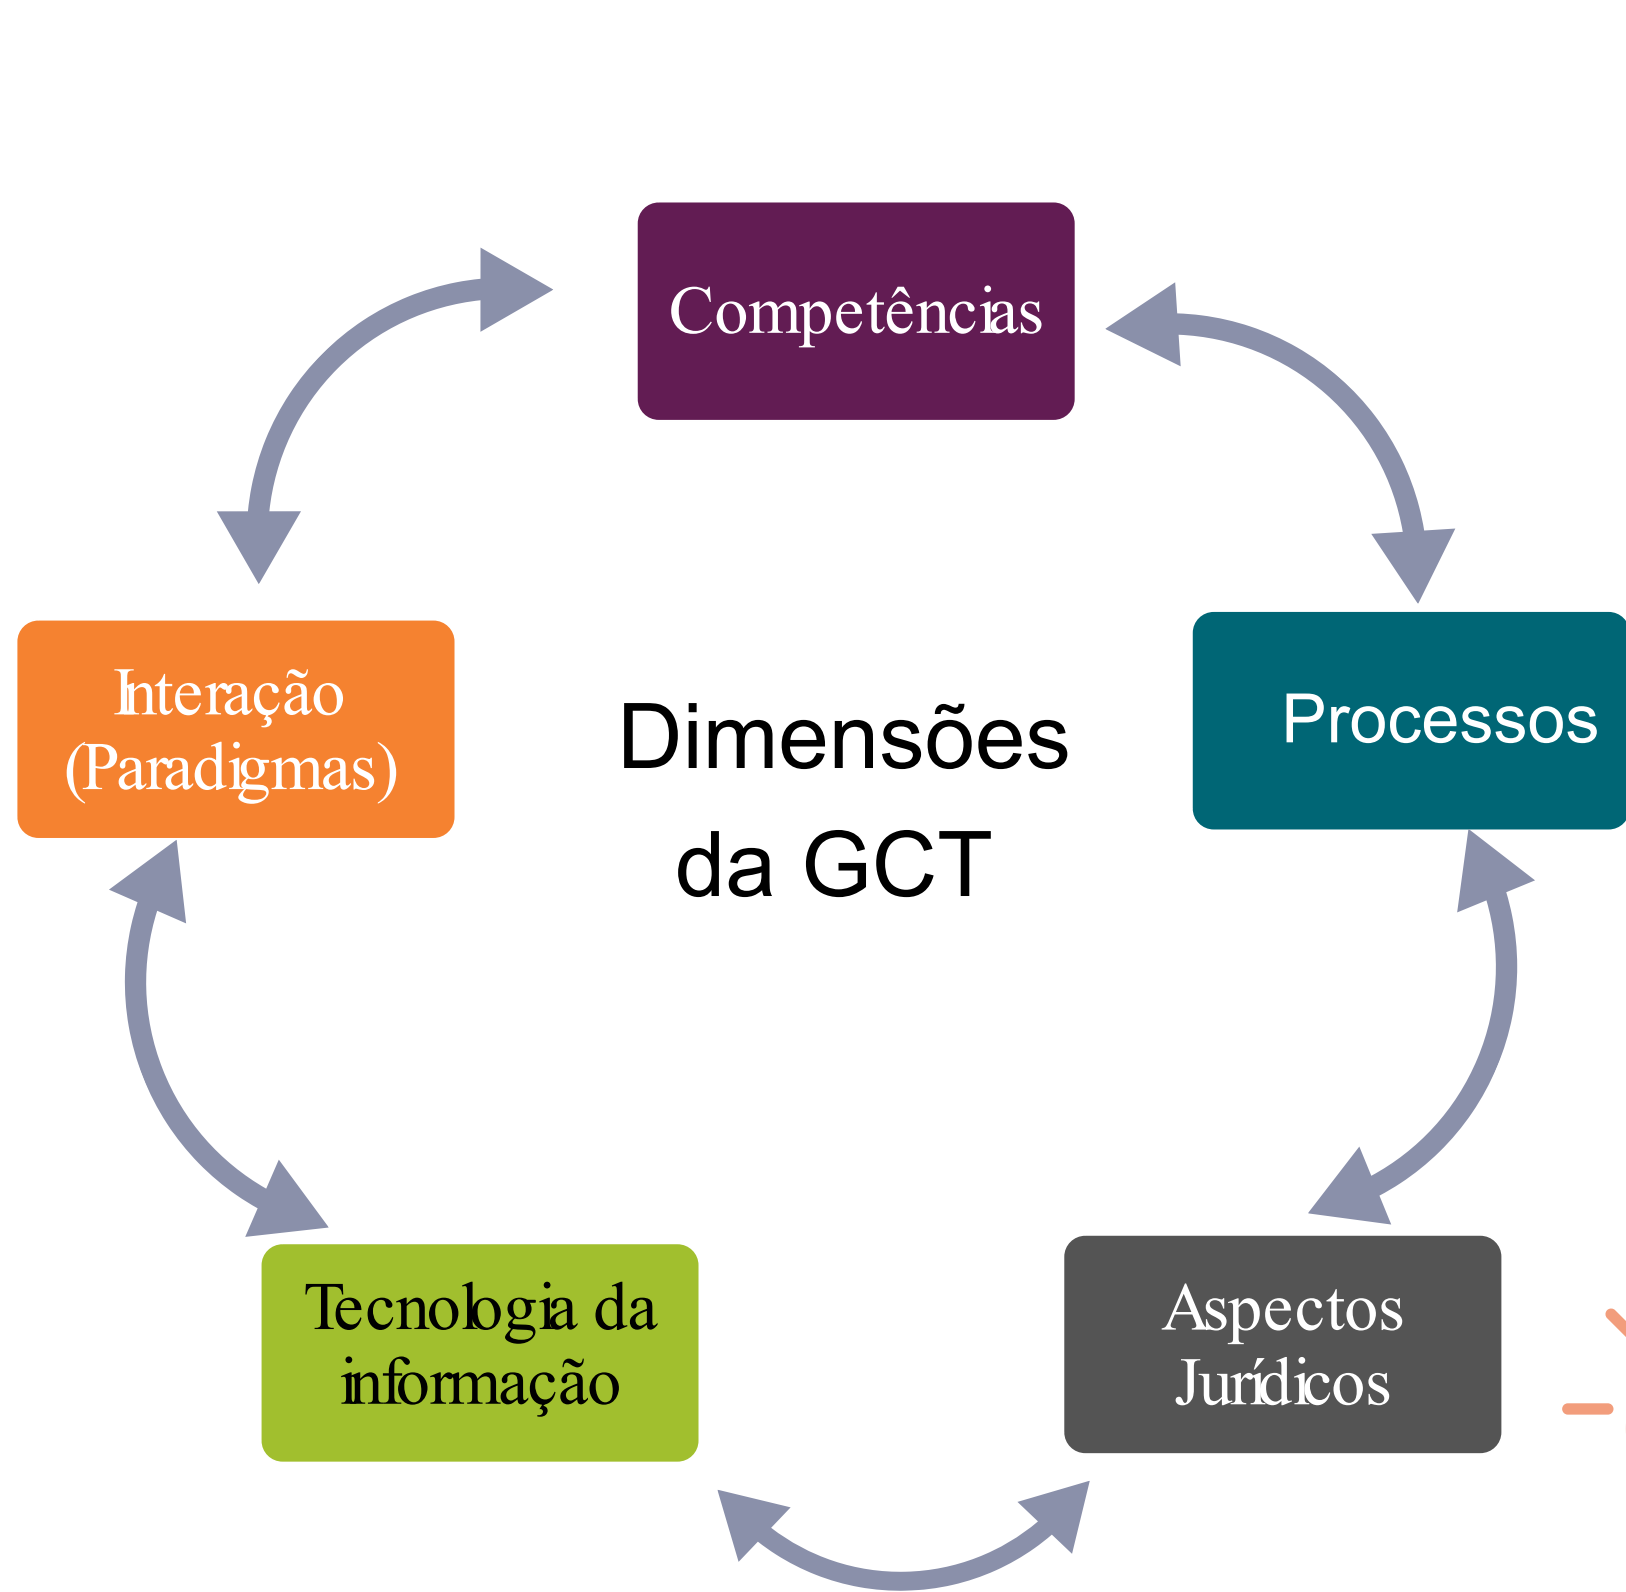 Competências
Interação
(Paradigmas)
Processos
Dimensões
da GCT
Tecnologia da
informação
Aspectos
Jurídicos